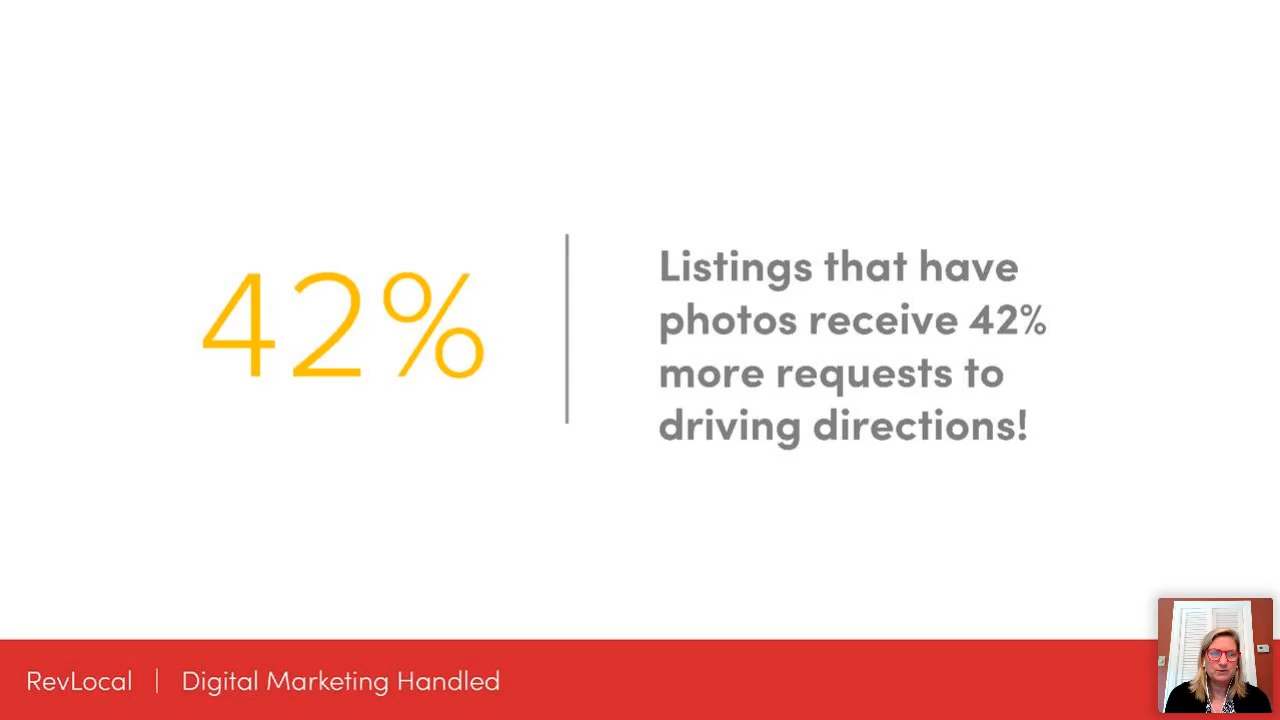 42%
Listings that have
photos receive 42%
more requests to
driving directions!
RevLocal | Digital Marketing Handled